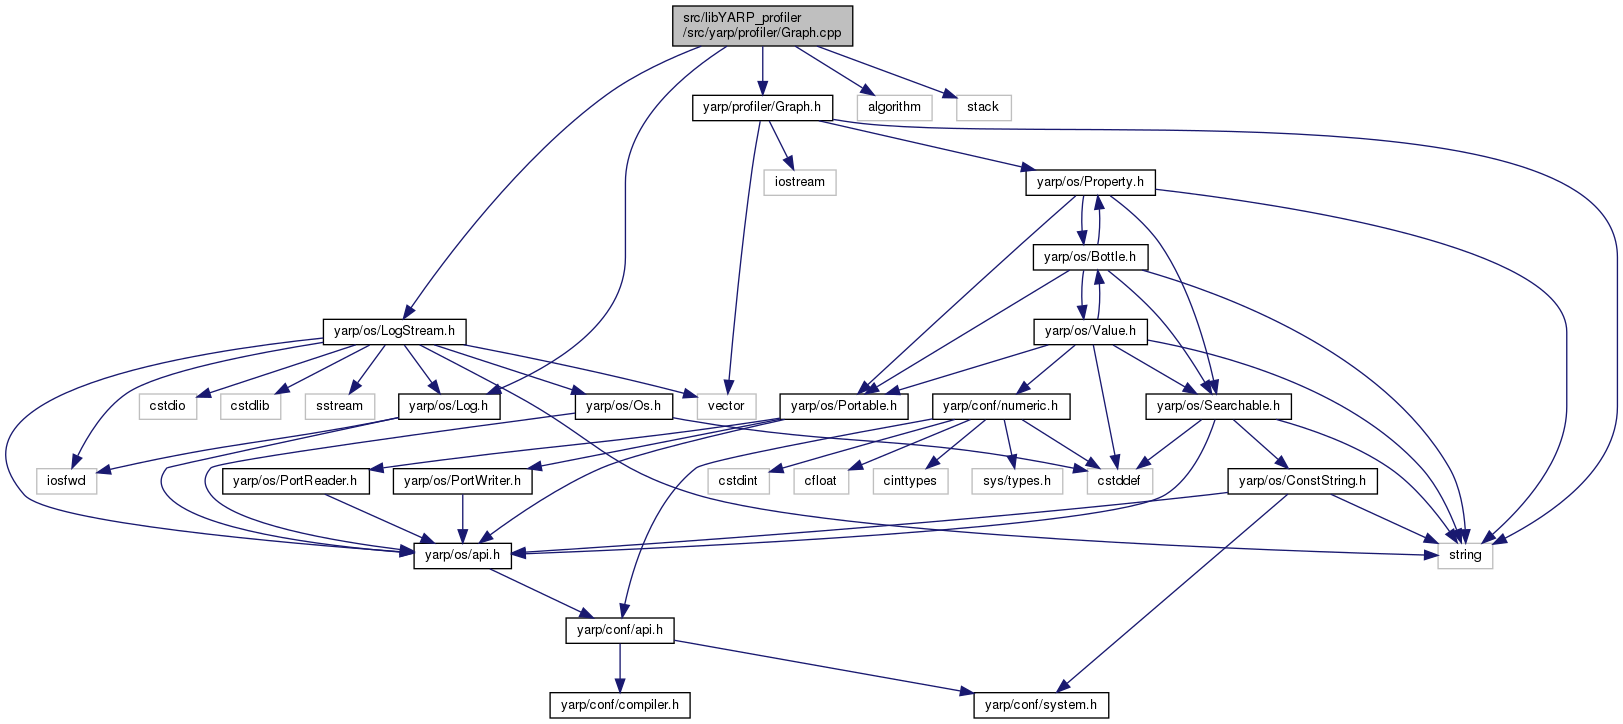 src/libYARP_profiler
/src/yarp/profiler/Graph.cpp
yarp/profiler/Graph.h
algorithm
stack
iostream
yarp/os/Property.h
yarp/os/Bottle.h
yarp/os/LogStream.h
yarp/os/Value.h
cstdio
cstdlib
sstream
yarp/os/Log.h
yarp/os/Os.h
vector
yarp/os/Portable.h
yarp/conf/numeric.h
yarp/os/Searchable.h
iosfwd
yarp/os/PortReader.h
yarp/os/PortWriter.h
cstdint
cfloat
cinttypes
sys/types.h
cstddef
yarp/os/ConstString.h
yarp/os/api.h
string
yarp/conf/api.h
yarp/conf/compiler.h
yarp/conf/system.h